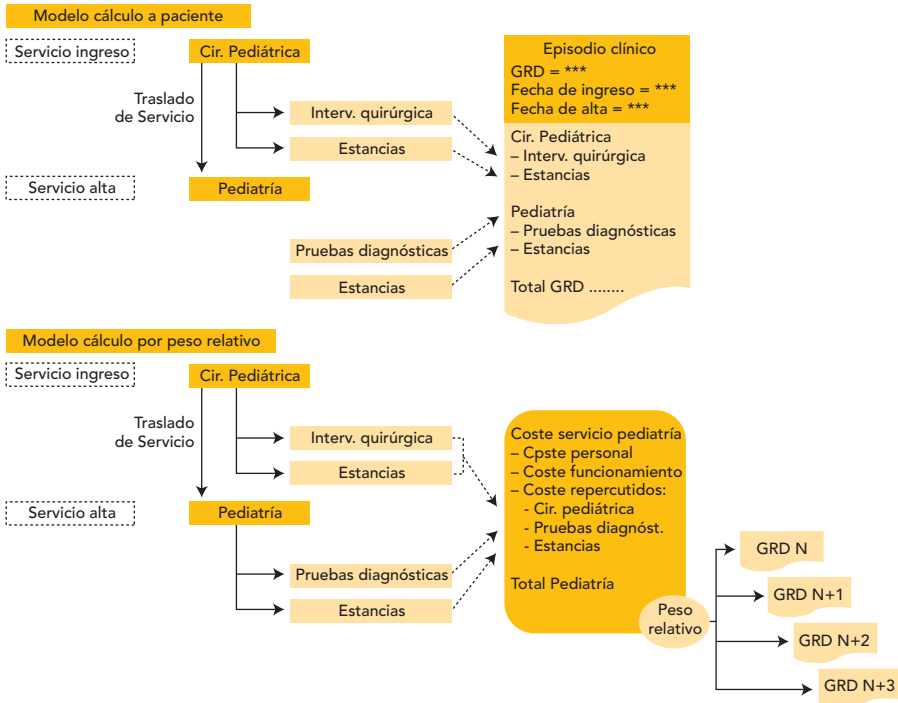 Modelo cálculo a paciente
Servicio ingreso
Cir. Pediátrica
Traslado
de Servicio
Interv. quirúrgica
Estancias
Servicio alta
Pediatría
Pruebas diagnósticas
Estancias
Episodio clínico
GRD = ***
Fecha de ingreso = ***
Fecha de alta = ***
Cir. Pediátrica
– Interv. quirúrgica
– Estancias
Pediatría
– Pruebas diagnósticas
– Estancias
Total GRD ........
Modelo cálculo por peso relativo
Servicio ingreso
Cir. Pediátrica
Traslado
de Servicio
Interv. quirúrgica
Estancias
Servicio alta
Pediatría
Pruebas diagnósticas
Estancias
Coste servicio pediatría
– Cpste personal
– Coste funcionamiento
– Coste repercutidos:
- Cir. pediátrica
- Pruebas diagnóst.
- Estancias
Total Pediatría
Peso
relativo
GRD N
GRD N+1
GRD N+2
GRD N+3